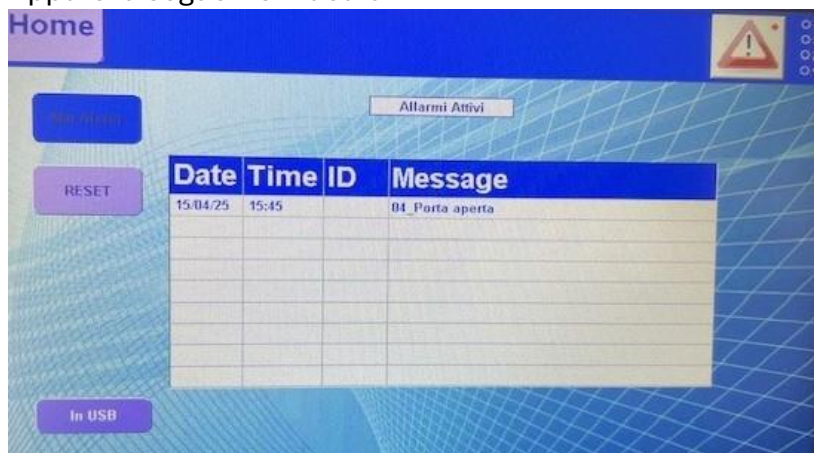 Home
Allarmi Attivi
RESET
Date Time ID Message
15/04/25 15:45 04_Porta aperta
In USB